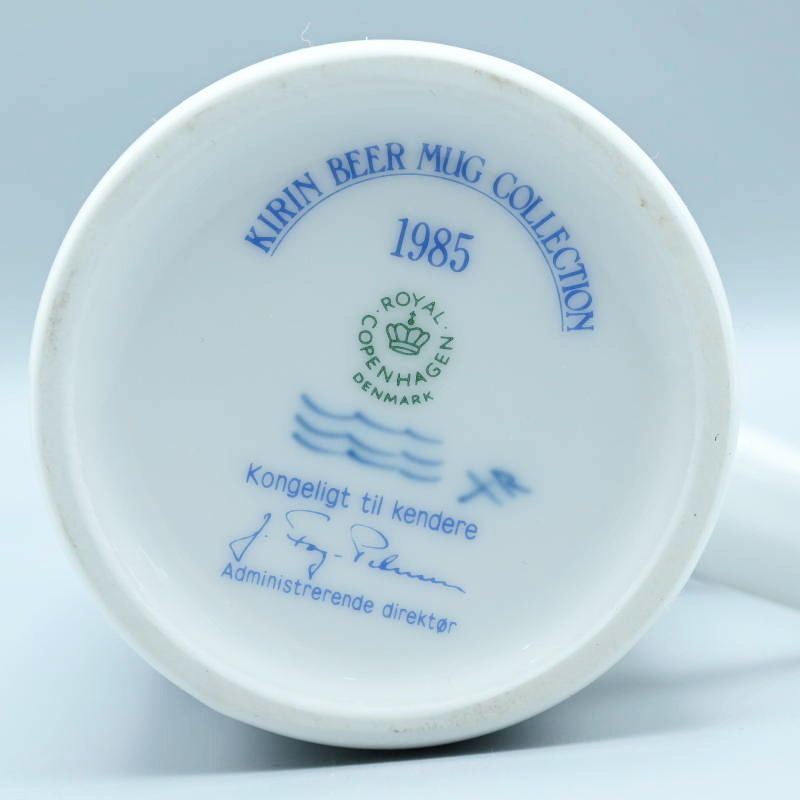 KIRIN BEER MUG COLLECTION
1985
·ROYAL·
COPENHAGEN
DENMARK
Kongeligt til kendere
Administrerende direktør